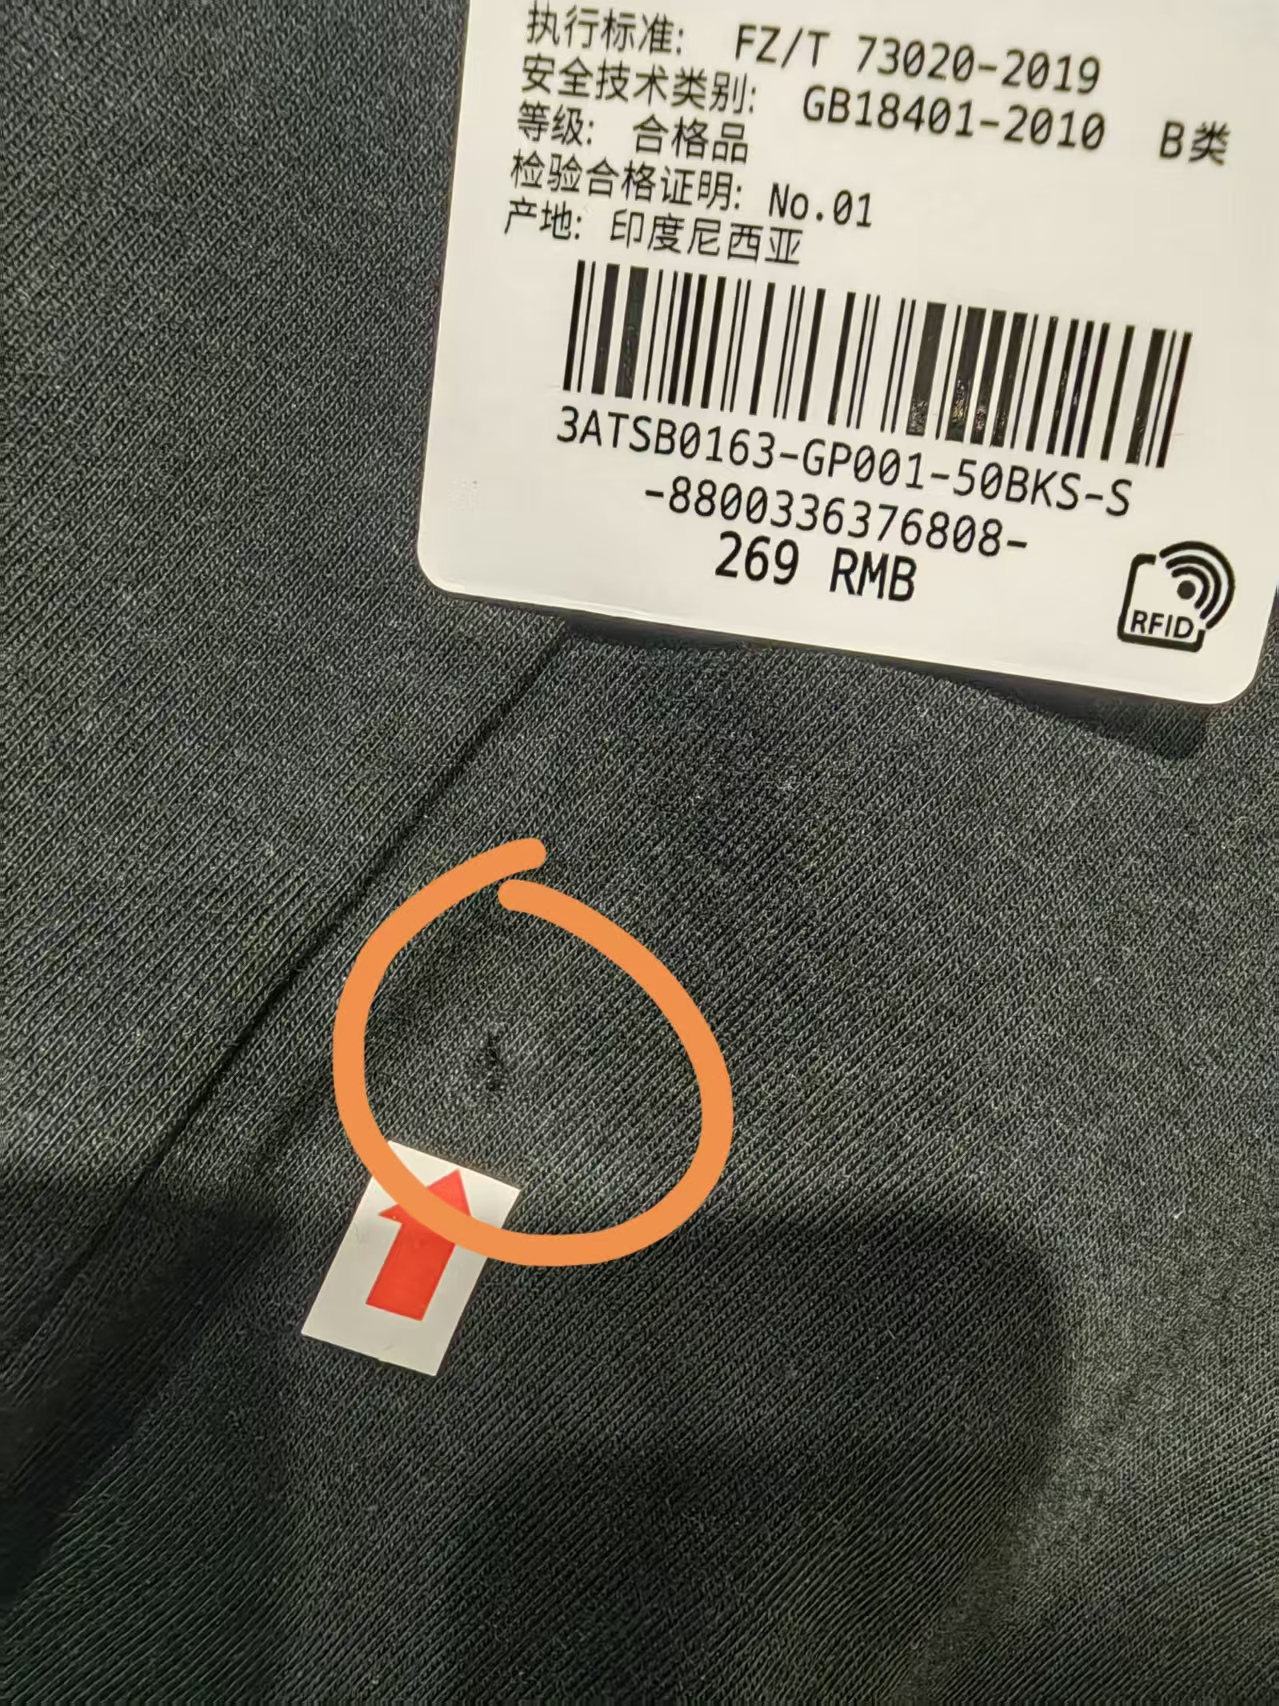 执行标准: FZ/T 73020-2019
安全技术类别: GB18401-2010 B类
等级: 合格品
检验合格证明: No.01
产地: 印度尼西亚
3ATSB0163-GP001-50BKS-S
-8800336376808-
269 RMB
RFID